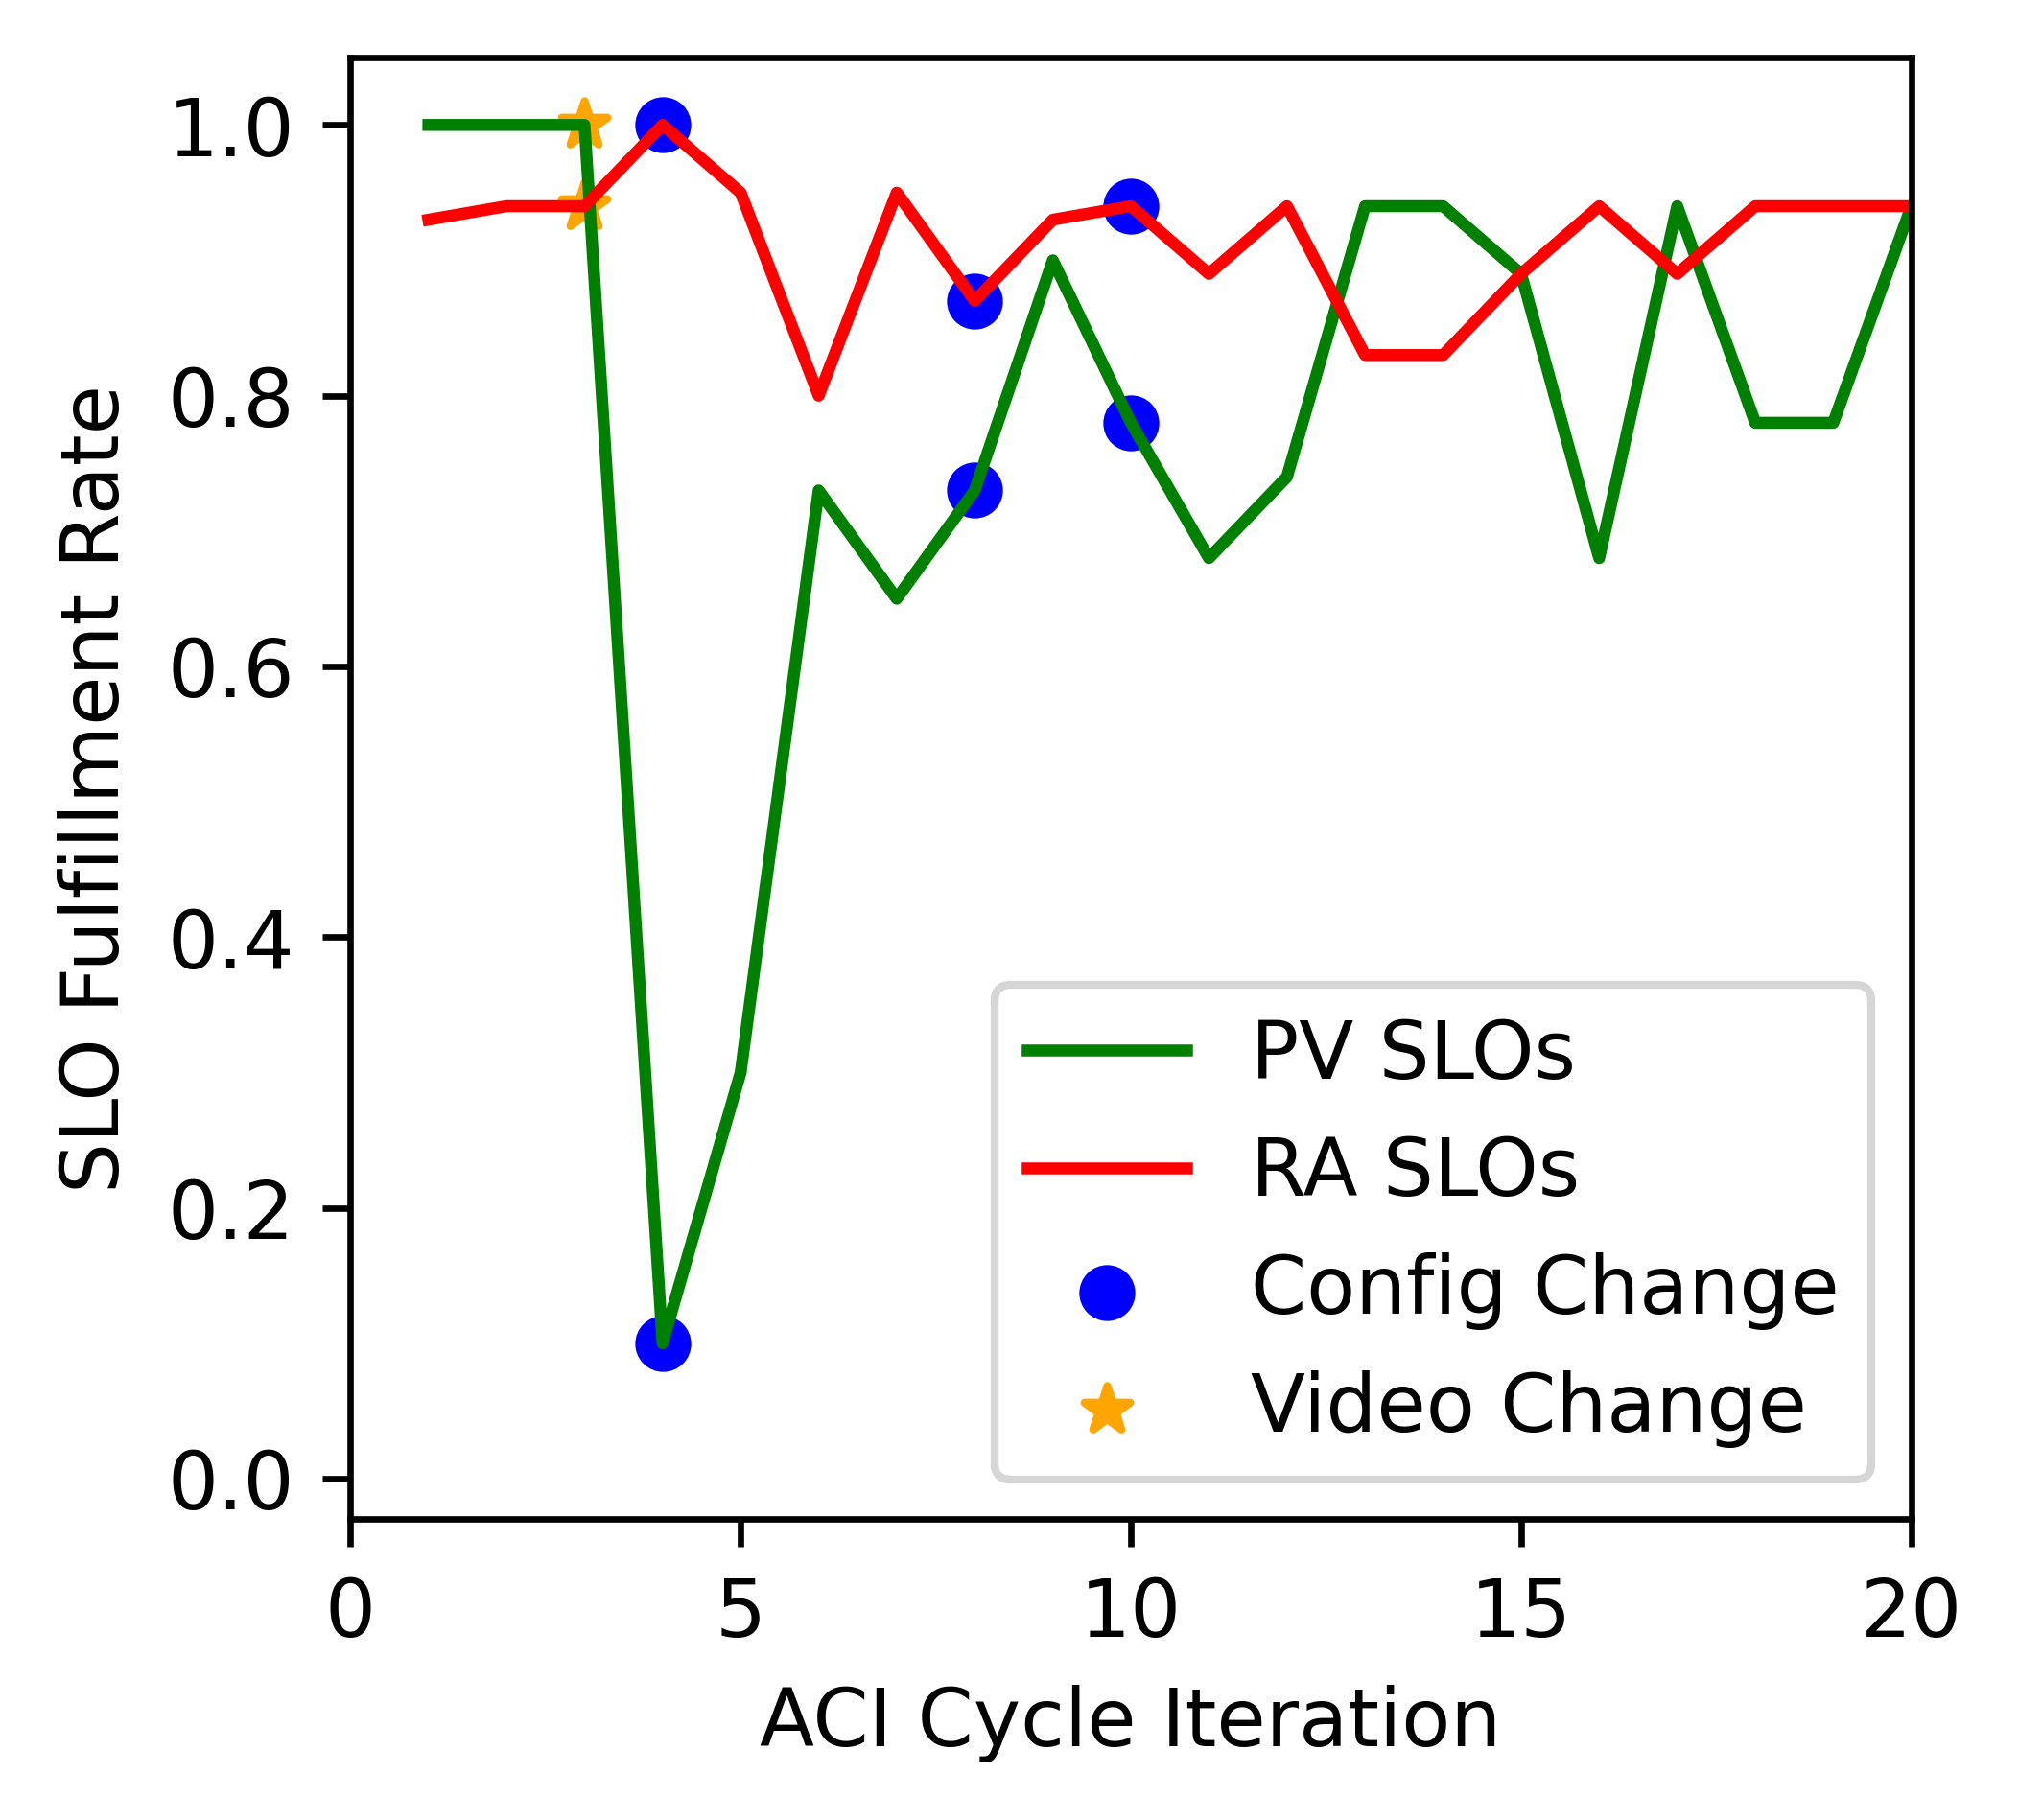 SLO Fulfillment Rate
1.0
0.8
0.6
0.4
0.2
0.0
PV SLOs
RA SLOs
Config Change
Video Change
0 5 10 15 20
ACI Cycle Iteration